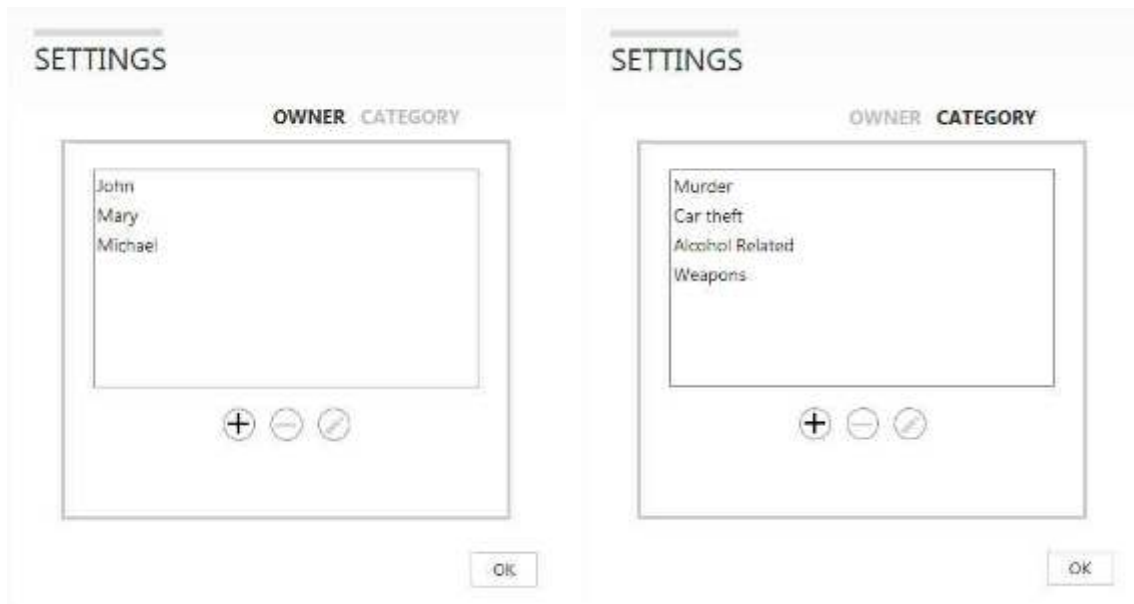 SETTINGS
OWNER CATEGORY
John
Mary
Michael
OK
SETTINGS
OWNER CATEGORY
Murder
Car theft
Alcohol Related
Weapons
OK